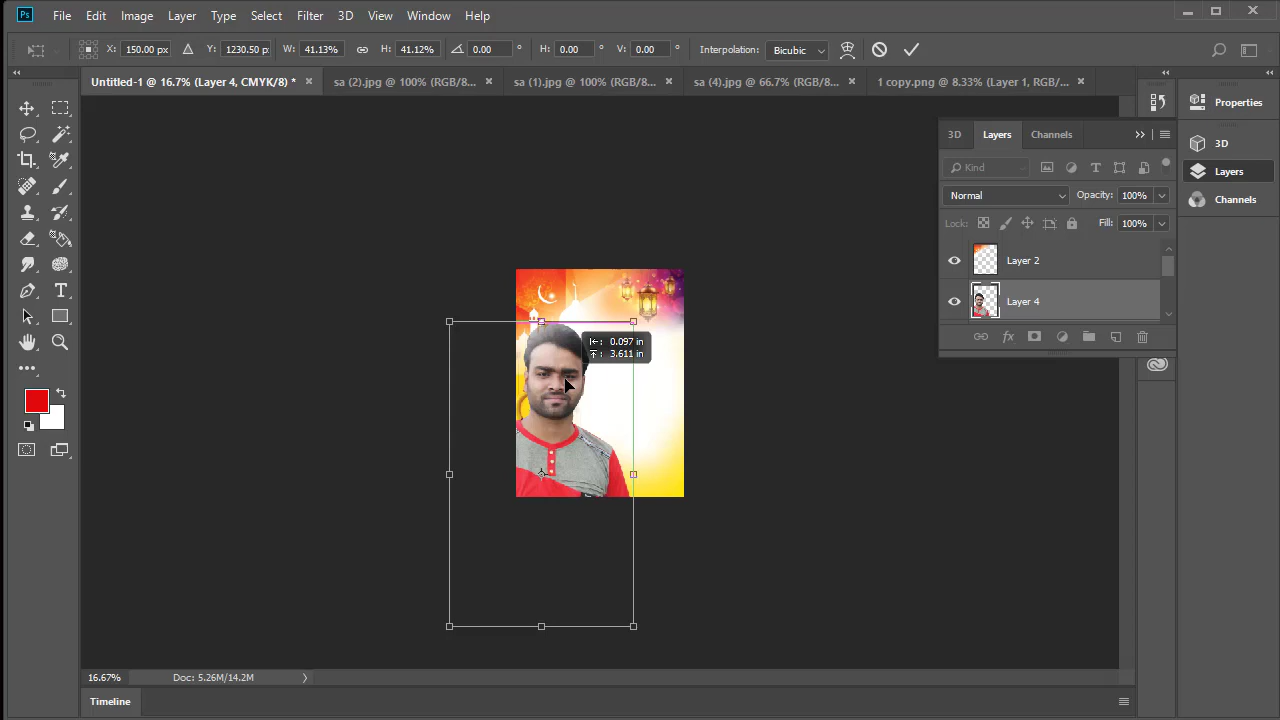 Ps File Edit Image Layer Type Select Filter 3D View Window Help
X: 150.00 px Y: 1230.50 px W: 41.13% H: 41.12% 0.00 ° H: 0.00 ° V: 0.00 ° Interpolation: Bicubic
Untitled-1 @ 16.7% (Layer 4, CMYK/8) * sa (2).jpg @ 100% (RGB/8... sa (1).jpg @ 100% (RGB/8... sa (4).jpg @ 66.7% (RGB/8... 1 copy.png @ 8.33% (Layer 1, RGB/...
3D Layers Channels
Kind
Normal Opacity: 100%
Lock: Fill: 100%
Layer 2
Layer 4
Properties
3D
Layers
Channels
0.097 in
3.611 in
16.67% Doc: 5.26M/14.2M
Timeline